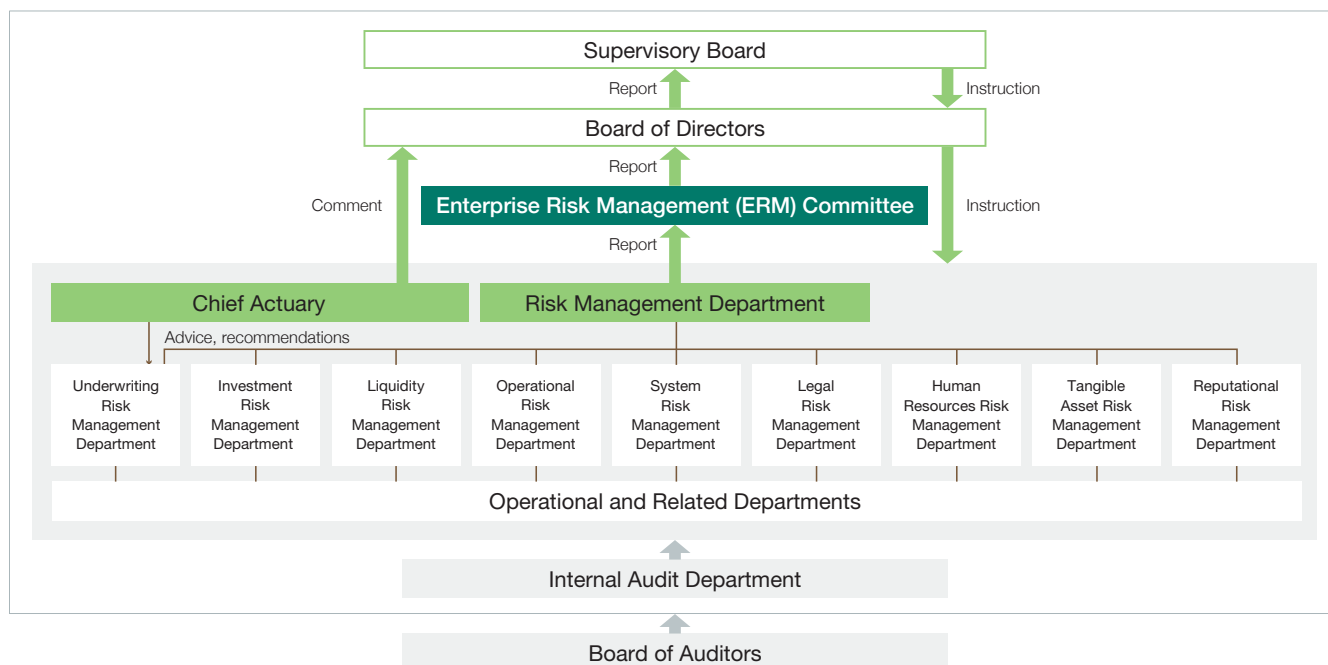 Supervisory Board
Report
Instruction
Board of Directors
Report
Comment
Enterprise Risk Management (ERM) Committee
Instruction
Report
Chief Actuary
Risk Management Department
Advice, recommendations
Underwriting
Risk
Management
Department
Investment
Risk
Management
Department
Liquidity
Risk
Management
Department
Operational
Risk
Management
Department
System
Risk
Management
Department
Legal
Risk
Management
Department
Human
Resources Risk
Management
Department
Tangible
Asset Risk
Management
Department
Reputational
Risk
Management
Department
Operational and Related Departments
Internal Audit Department
Board of Auditors